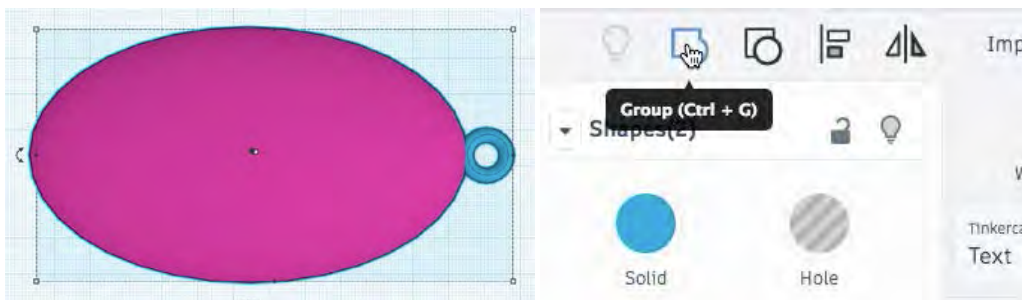 Imp
Group (Ctrl + G)
Shapes(2)
W
Tinkerca
Text
Solid
Hole